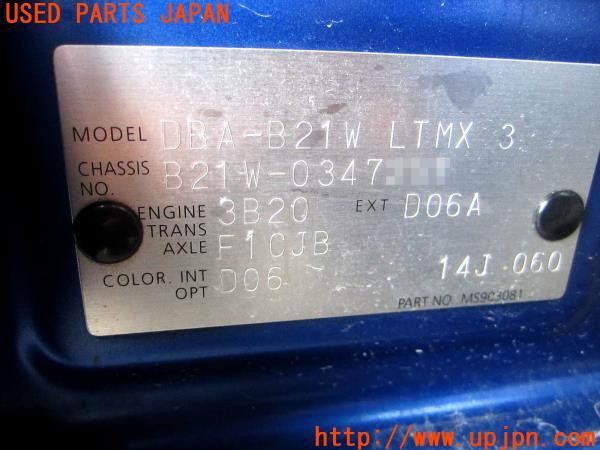 USED PARTS JAPAN
MODEL DBA-B21W LTMX 3
CHASSIS NO. B21W-0347
ENGINE 3B20 EXT D06A
TRANS AXLE F1CJB
COLOR. INT D06
OPT
14J 060
PART NO. MS903081
http://www.upjpn.com